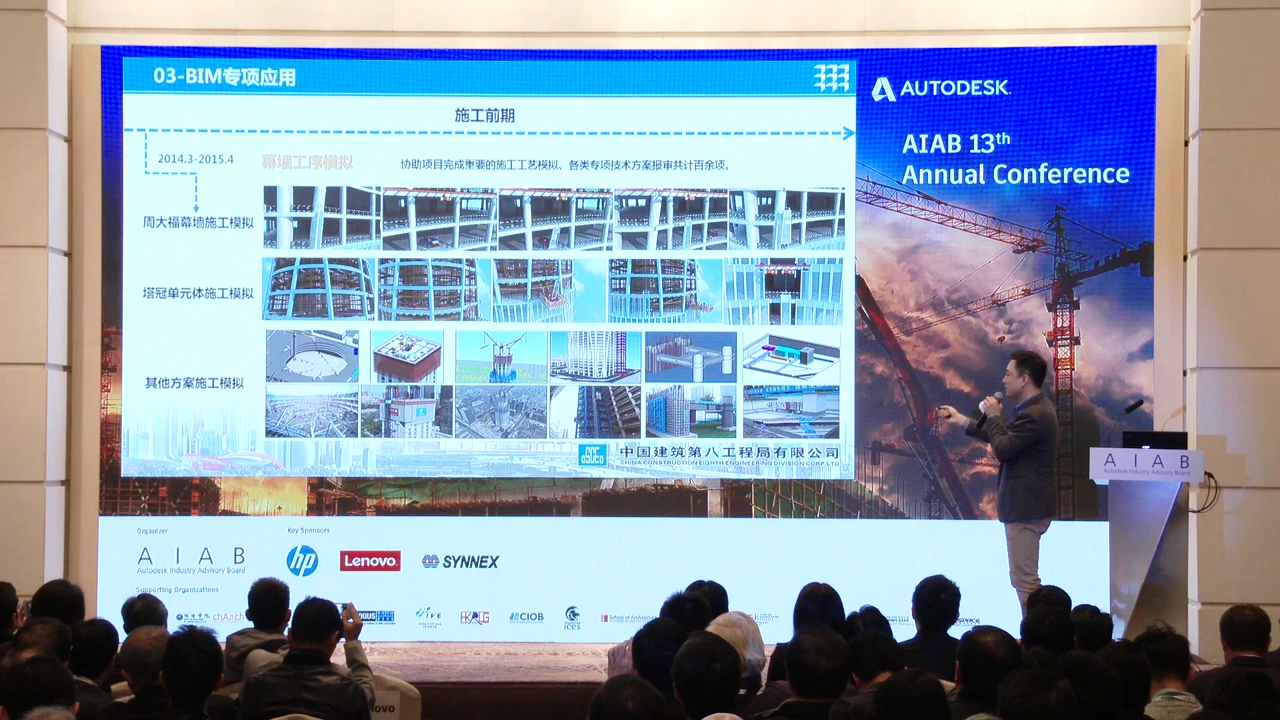 03-BIM专项应用
施工前期
2014.3-2015.4
幕墙工序模拟
协助项目完成重要的施工工艺模拟、各类专项技术方案报审共计百余项。
周大福幕墙施工模拟
塔冠单元体施工模拟
其他方案施工模拟
中国建筑第八工程局有限公司
CHINA CONSTRUCTION EIGHTH ENGINEERING DIVISION CORP.LTD
AUTODESK
AIAB 13th
Annual Conference
A I A B
Autodesk Industry Advisory Board
Organizer
Key Sponsors
A I A B
Autodesk Industry Advisory Board
hp
Lenovo
SYNNEX
Supporting Organizations
CIOB